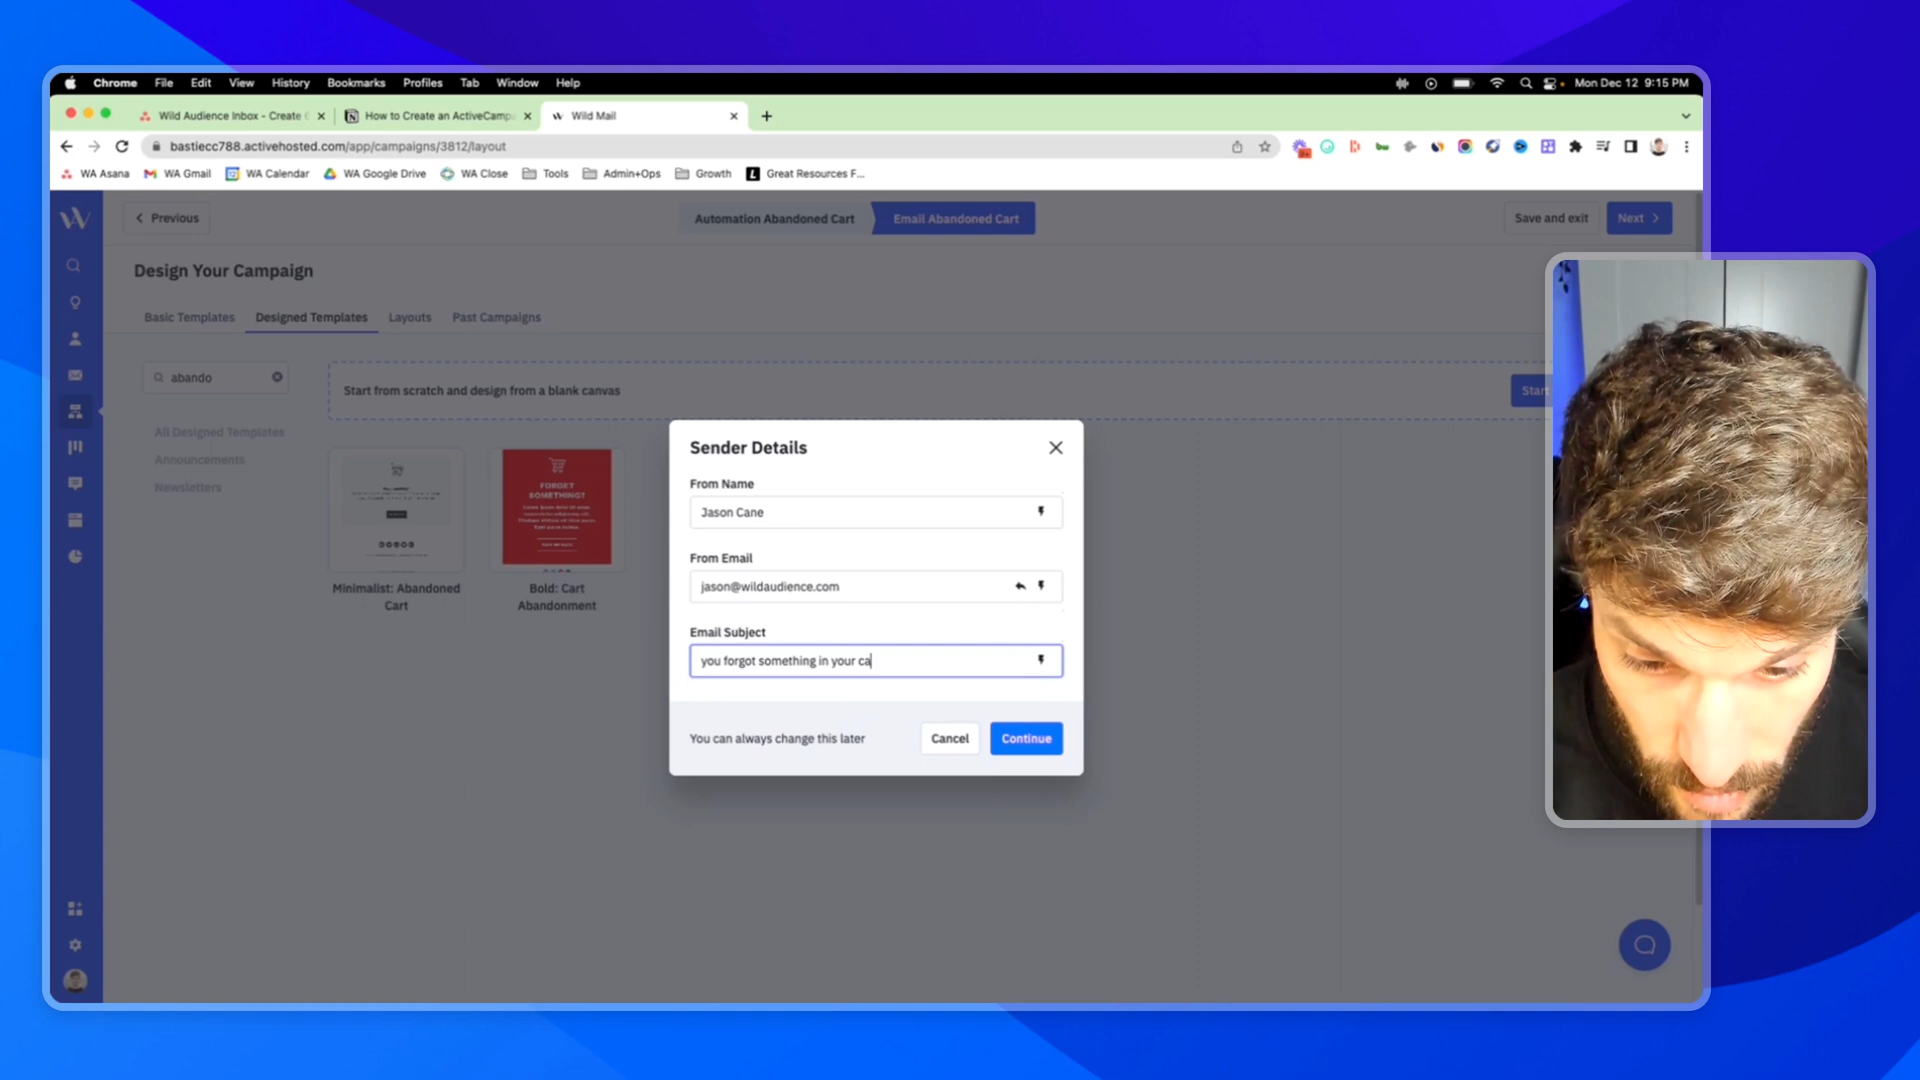 Chrome File Edit View History Bookmarks Profiles Tab Window Help
Mon Dec 12 9:15 PM
Wild Audience Inbox - Create
How to Create an ActiveCamp
Wild Mail
bastiecc788.activehosted.com/app/campaigns/3812/layout
WA Asana
WA Gmail
WA Calendar
WA Google Drive
WA Close
Tools
Admin+Ops
Growth
Great Resources F...
Previous
Automation Abandoned Cart
Email Abandoned Cart
Save and exit
Next
Design Your Campaign
Basic Templates
Designed Templates
Layouts
Past Campaigns
abando
Start from scratch and design from a blank canvas
Start
All Designed Templates
Announcements
Newsletters
FORGET
SOMETHING?
Minimalist: Abandoned
Cart
Bold: Cart
Abandonment
Sender Details
From Name
Jason Cane
From Email
jason@wildaudience.com
Email Subject
you forgot something in your ca
You can always change this later
Cancel
Continue